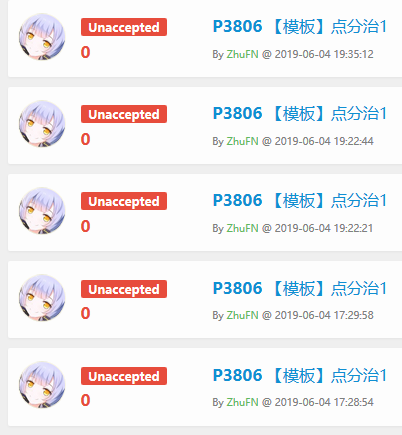 Unaccepted P3806 【模板】点分治1
0 By ZhuFN @ 2019-06-04 19:35:12
Unaccepted P3806 【模板】点分治1
0 By ZhuFN @ 2019-06-04 19:22:44
Unaccepted P3806 【模板】点分治1
0 By ZhuFN @ 2019-06-04 19:22:21
Unaccepted P3806 【模板】点分治1
0 By ZhuFN @ 2019-06-04 17:29:58
Unaccepted P3806 【模板】点分治1
0 By ZhuFN @ 2019-06-04 17:28:54